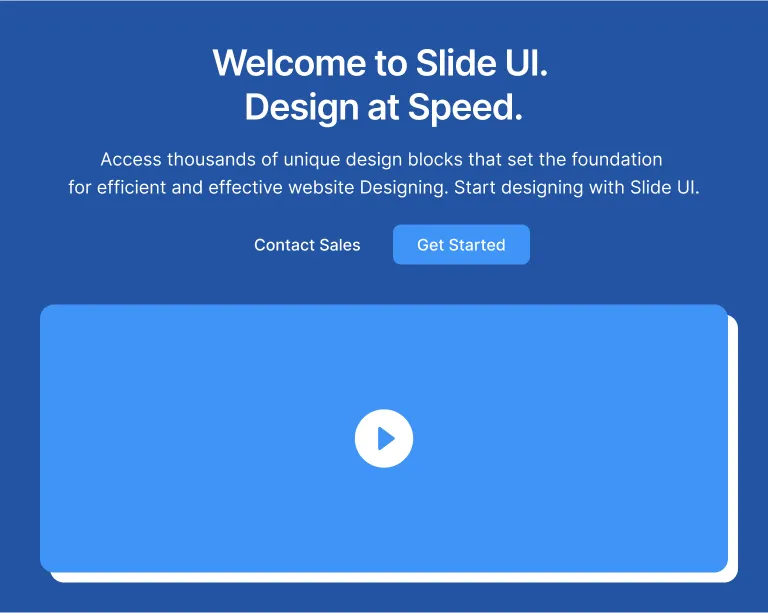 Welcome to Slide UI.
Design at Speed.
Access thousands of unique design blocks that set the foundation
for efficient and effective website Designing. Start designing with Slide UI.
Contact Sales
Get Started